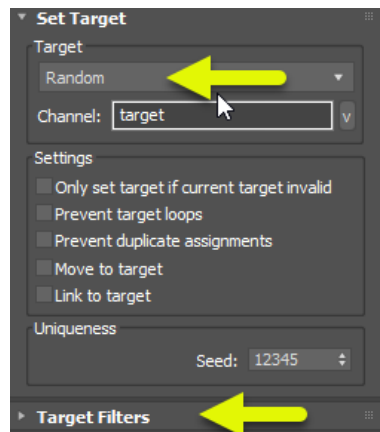 Set Target
Target
Random
Channel: target v
Settings
Only set target if current target invalid
Prevent target loops
Prevent duplicate assignments
Move to target
Link to target
Uniqueness
Seed: 12345
Target Filters